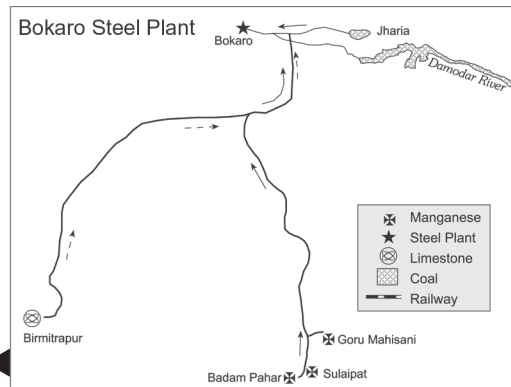 Bokaro Steel Plant
Bokaro
Jharia
Damodar River
Manganese
Steel Plant
Limestone
Coal
Railway
Birmitrapur
Goru Mahisani
Badam Pahar
Sulaipat